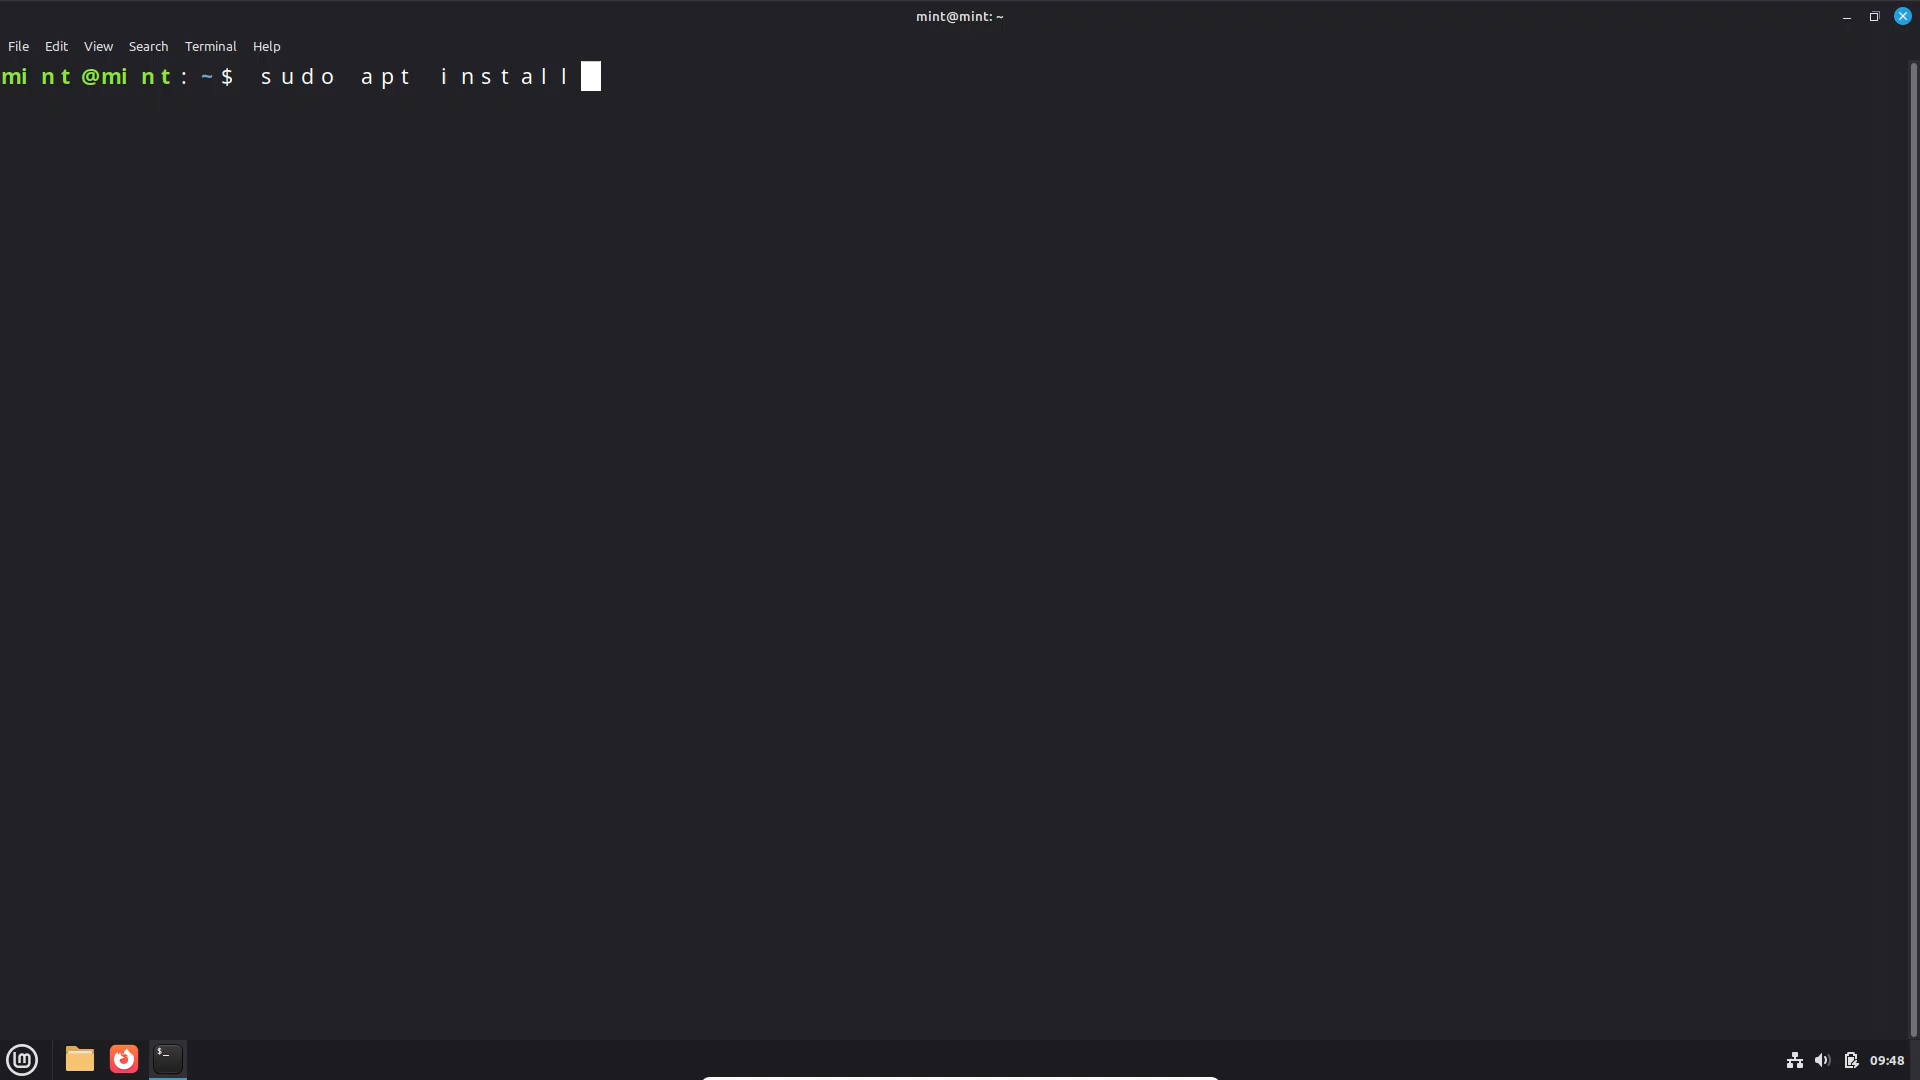 mint@mint: ~
File Edit View Search Terminal Help
mint@mint:~$ sudo apt install
$_
09:48